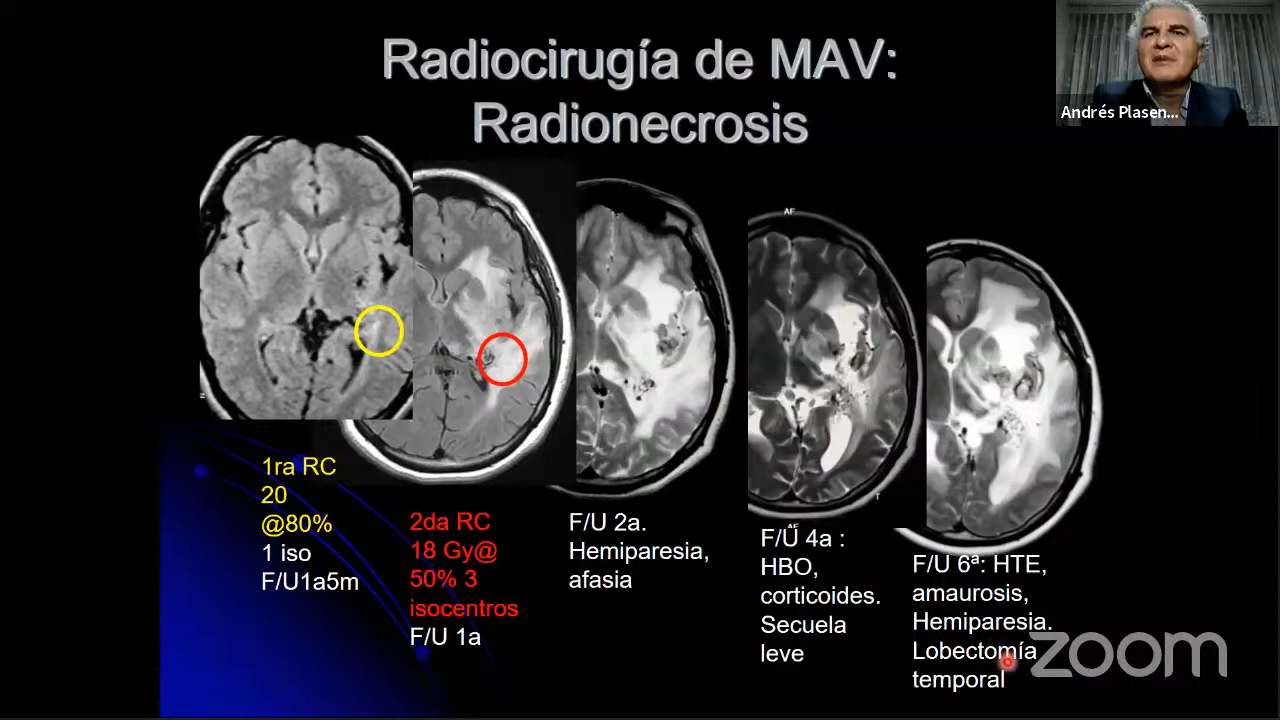 Radiocirugía de MAV:
Radionecrosis
Andrés Plasen...
AF
1ra RC
20
@80%
1 iso
F/U1a5m
2da RC
18 Gy@
50% 3
isocentros
F/U 1a
F/U 2a.
Hemiparesia,
afasia
T
F/U 4a :
HBO,
corticoides.
Secuela
leve
F/U 6ª: HTE,
amaurosis,
Hemiparesia.
Lobectomía
temporal
zoom